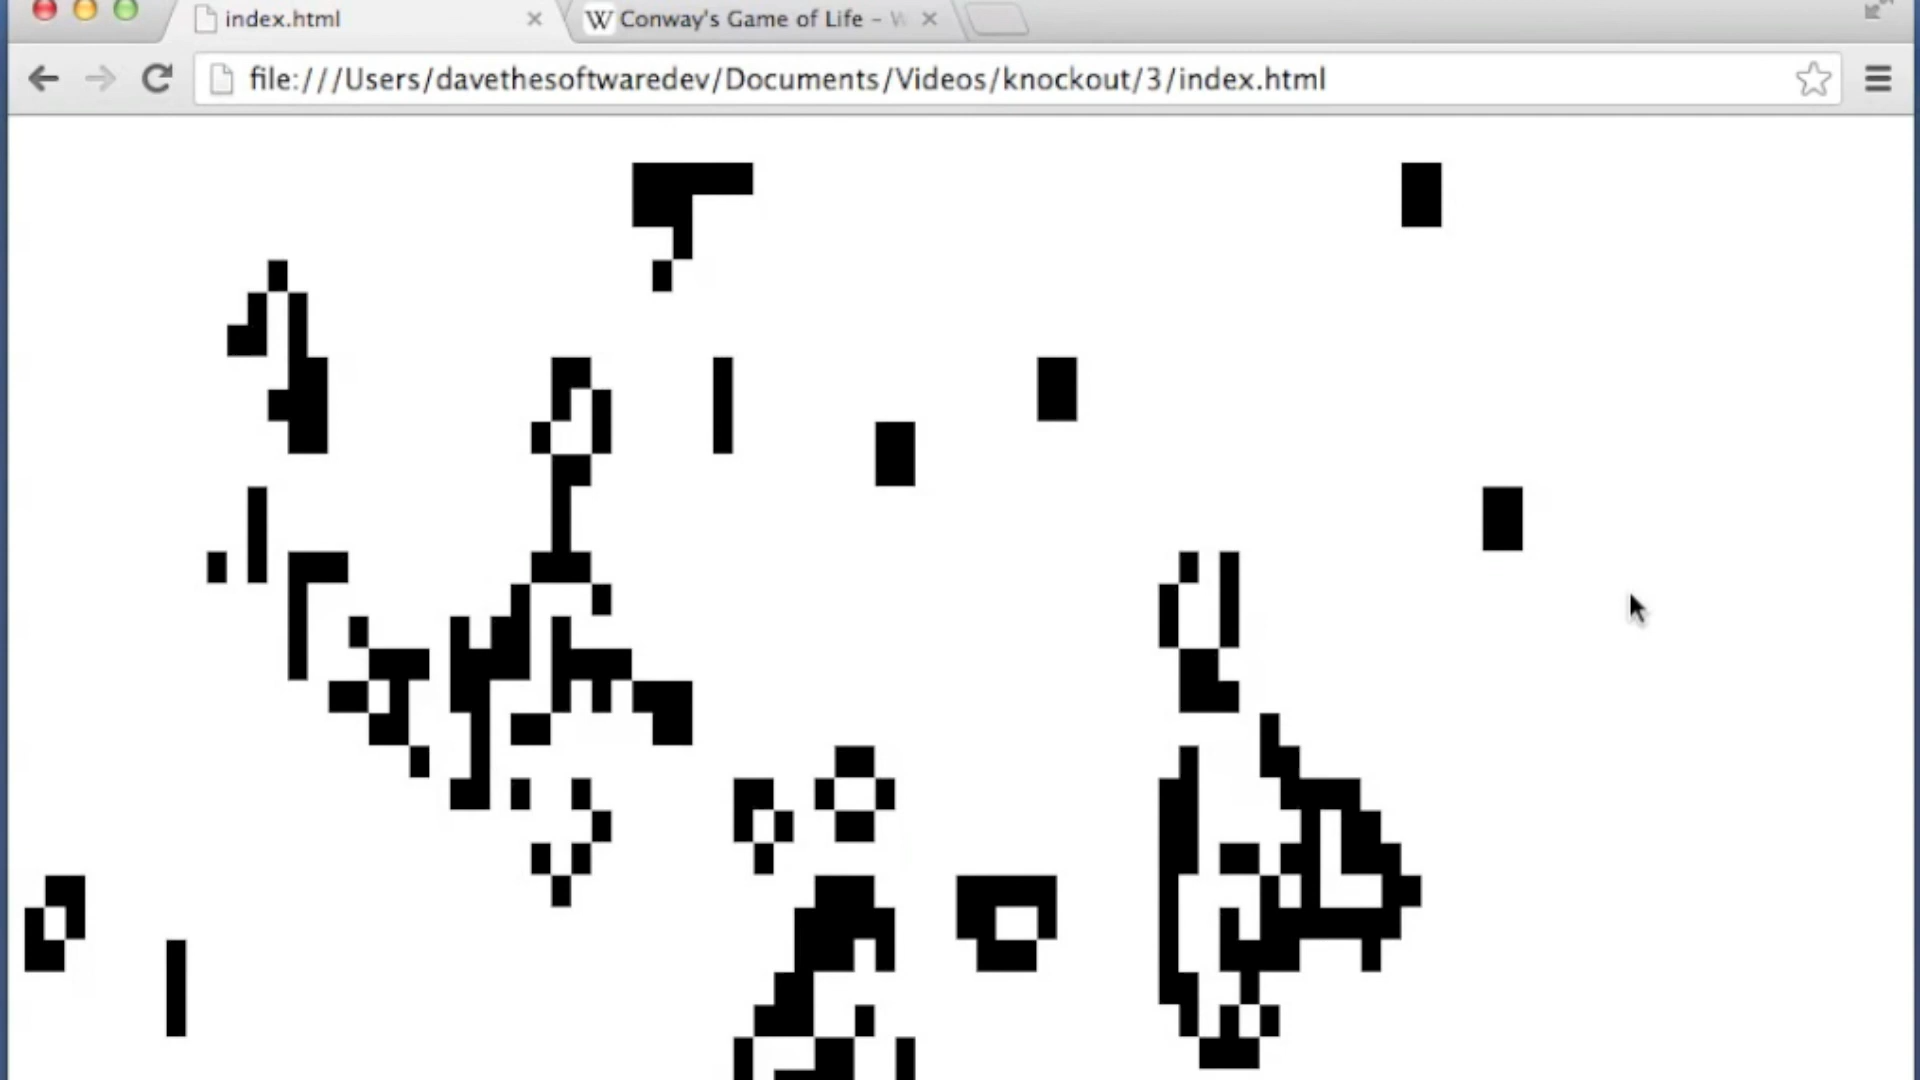 index.html
Conway's Game of Life - W
file:///Users/davethesoftwaredev/Documents/Videos/knockout/3/index.html